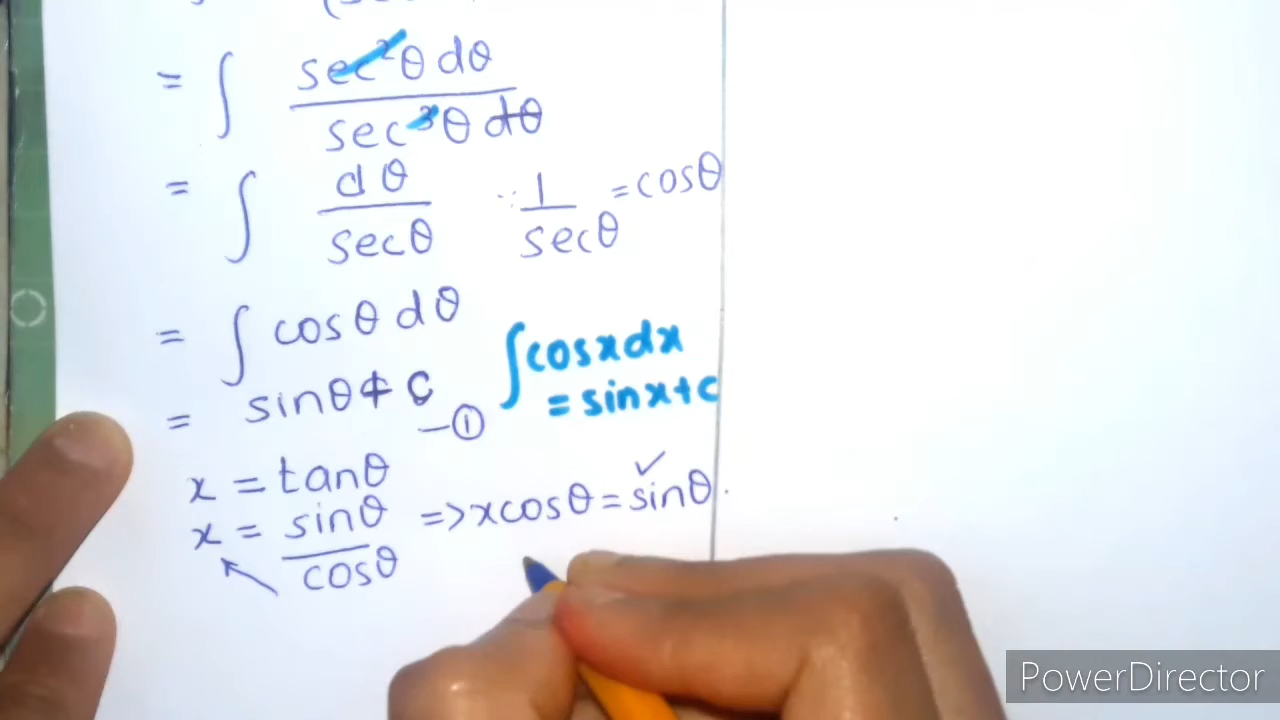 = ∫ sec²θ dθ / sec³θ dθ
= ∫ dθ / secθ ∵ 1 / secθ = cosθ
= ∫ cosθ dθ
∫cosxdx
= sinx+c
= sinθ + c —①
x = tanθ
x = sinθ / cosθ => xcosθ = sinθ.
PowerDirector